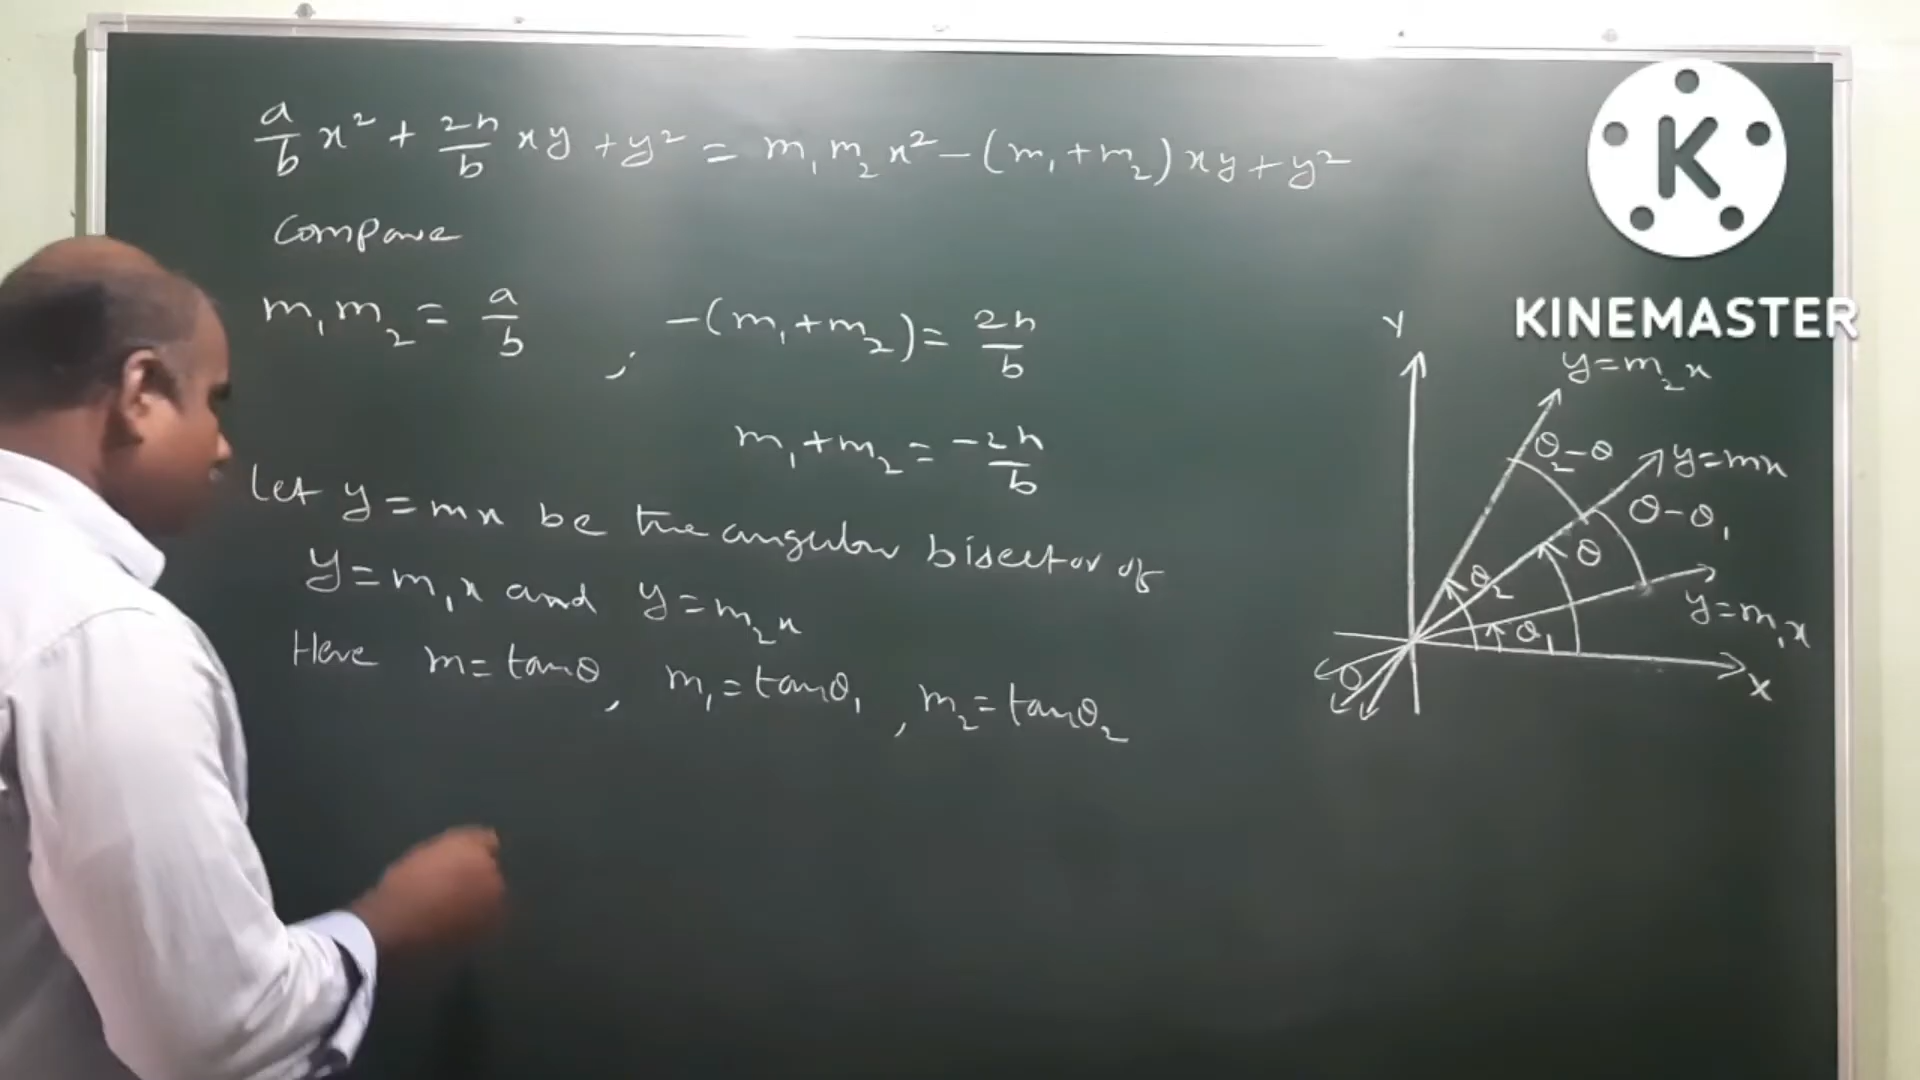 a/b x² + 2h/b xy + y² = m₁m₂x² - (m₁+m₂)xy + y²
Compare
m₁m₂ = a/b , -(m₁+m₂) = 2h/b
m₁+m₂ = -2h/b
Let y=mx be the angular bisector of
y=m₁x and y=m₂x
Here m=tanθ, m₁=tanθ₁, m₂=tanθ₂
K
KINEMASTER
Y
y=m₂x
θ₂-θ
y=mx
θ-θ₁
θ
θ₂
y=m₁x
θ₁
X
O